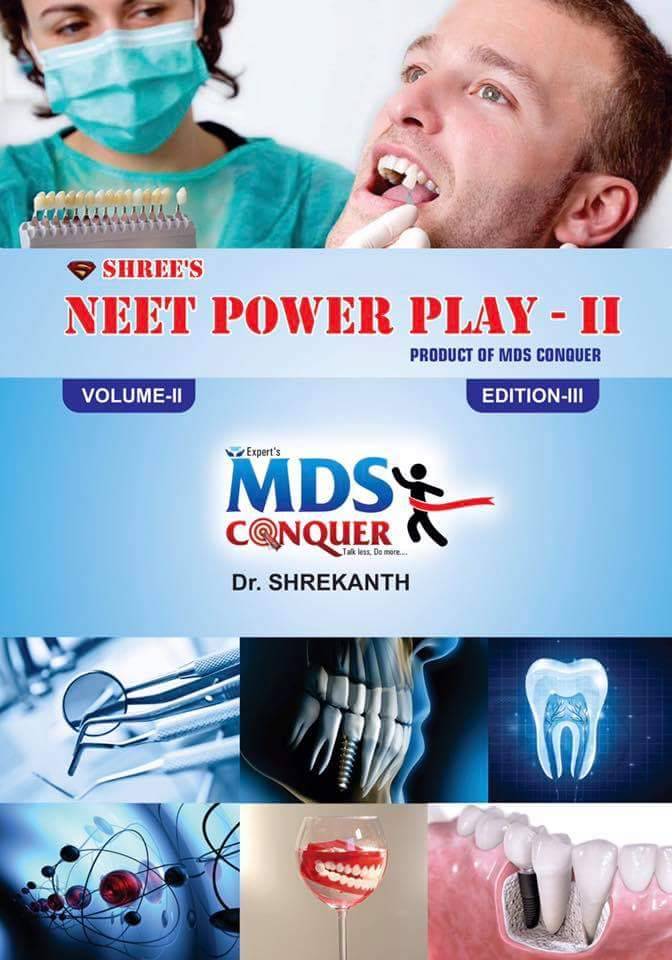 SHREE'S
NEET POWER PLAY - II
PRODUCT OF MDS CONQUER
VOLUME-II
EDITION-III
Expert's
MDS
CONQUER
Talk less, Do more....
Dr. SHREKANTH